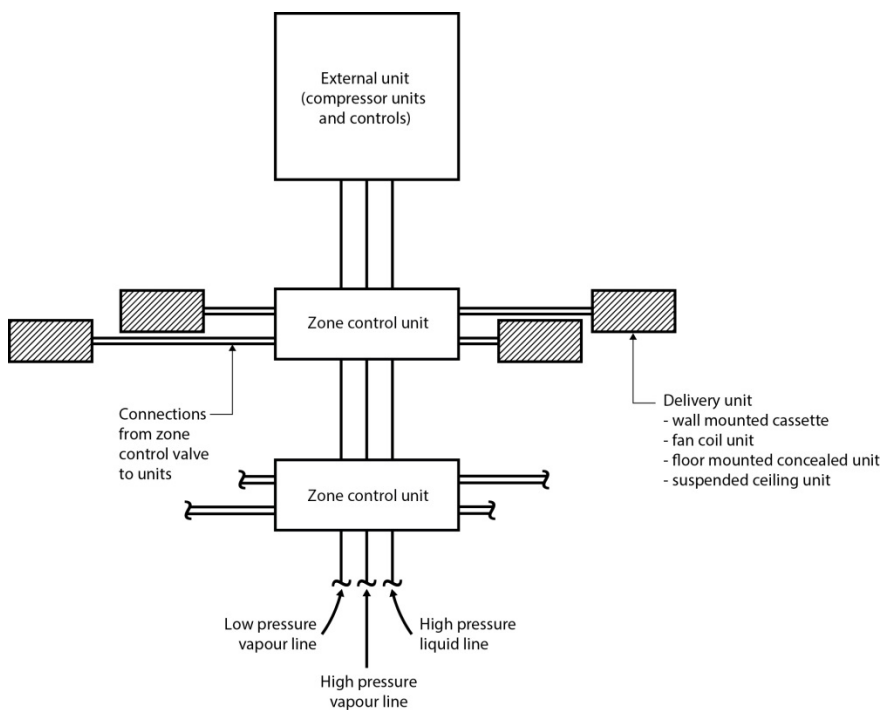 External unit
(compressor units
and controls)
Zone control unit
Connections
from zone
control valve
to units
Delivery unit
- wall mounted cassette
- fan coil unit
- floor mounted concealed unit
- suspended ceiling unit
Zone control unit
Low pressure
vapour line
High pressure
vapour line
High pressure
liquid line